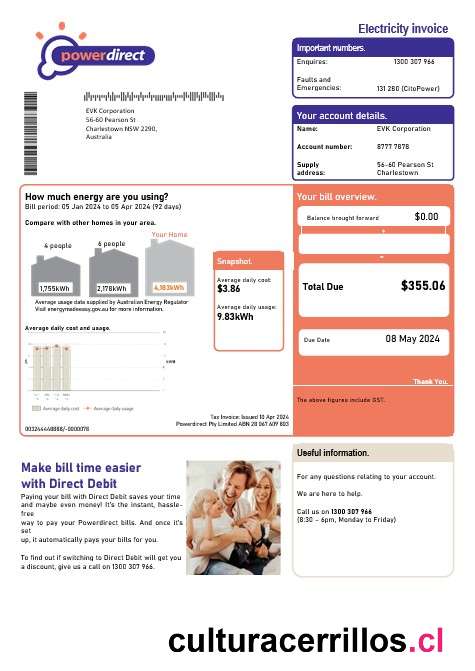 Electricity invoice
powerdirect
Important numbers.
Enquires: 1300 307 966
Faults and
Emergencies: 131 280 (CitoPower)
EVK Corporation
56-60 Pearson St
Charlestown NSW 2290,
Australia
Your account details.
Name: EVK Corporation
Account number: 8777 7878
Supply
address: 56-60 Pearson St
Charlestown
How much energy are you using?
Bill period: 05 Jan 2024 to 05 Apr 2024 (92 days)
Compare with other homes in your area.
4 people
6 people
Your Home
1,755kWh
2,178kWh
4,183kWh
Average usage date supplied by Australian Energy Regulator
Visit energymadeeasy.gov.au for more information.
Snapshot.
Average daily cost:
$3.86
Average daily usage:
9.83kWh
Average daily cost and usage.
Average daily cost
Average daily usage
Tax Invoice: Issued 10 Apr 2024
Powerdirect Pty Limited ABN 28 067 609 803
Your bill overview.
Balance brought forward $0.00
+
-
Total Due $355.06
Due Date 08 May 2024
Thank You.
The above figures include GST.
Make bill time easier
with Direct Debit
Paying your bill with Direct Debit saves your time
and maybe even money! It's the instant, hassle-
free
way to pay your Powerdirect bills. And once it's
set
up, it automatically pays your bills for you.
To find out if switching to Direct Debit will get you
a discount, give us a call on 1300 307 966.
Useful information.
For any questions relating to your account.
We are here to help.
Call us on 1300 307 966
(8:30 – 6pm, Monday to Friday)
culturacerrillos.cl